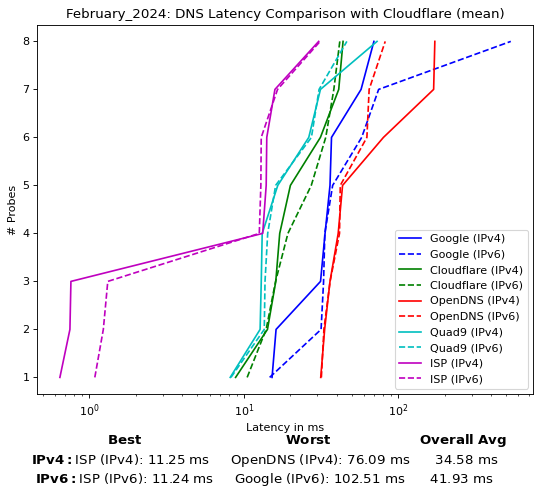 February_2024: DNS Latency Comparison with Cloudflare (mean)
8
7
6
5
4
3
2
1
# Probes
Google (IPv4)
Google (IPv6)
Cloudflare (IPv4)
Cloudflare (IPv6)
OpenDNS (IPv4)
OpenDNS (IPv6)
Quad9 (IPv4)
Quad9 (IPv6)
ISP (IPv4)
ISP (IPv6)
10⁰ 10¹ 10²
Latency in ms
Best Worst Overall Avg
IPv4: ISP (IPv4): 11.25 ms OpenDNS (IPv4): 76.09 ms 34.58 ms
IPv6: ISP (IPv6): 11.24 ms Google (IPv6): 102.51 ms 41.93 ms